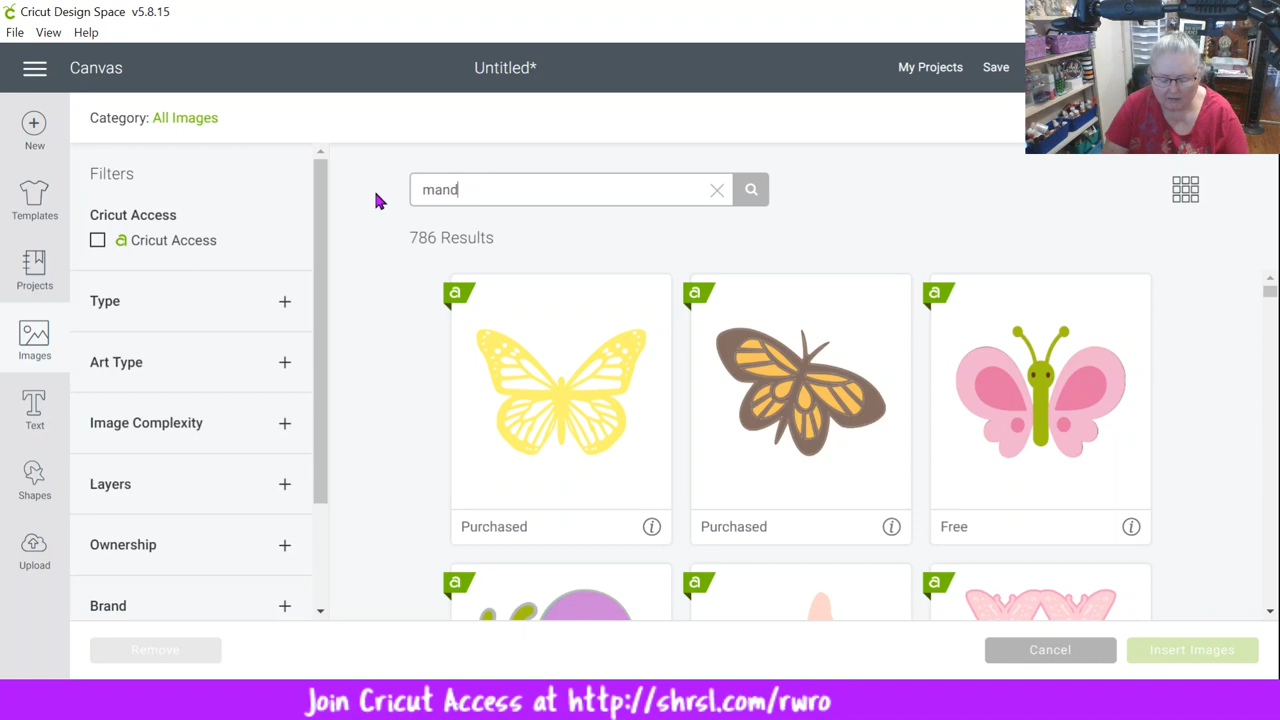 Cricut Design Space v5.8.15
File View Help
Canvas
Untitled*
My Projects Save
Category: All Images
New
Templates
Projects
Images
Text
Shapes
Upload
Filters
Cricut Access
a Cricut Access
Type +
Art Type +
Image Complexity +
Layers +
Ownership +
Brand +
mand
786 Results
a
a
a
Purchased i
Purchased i
Free i
a
a
a
Remove
Cancel
Insert Images
Join Cricut Access at http://shrsl.com/rwro